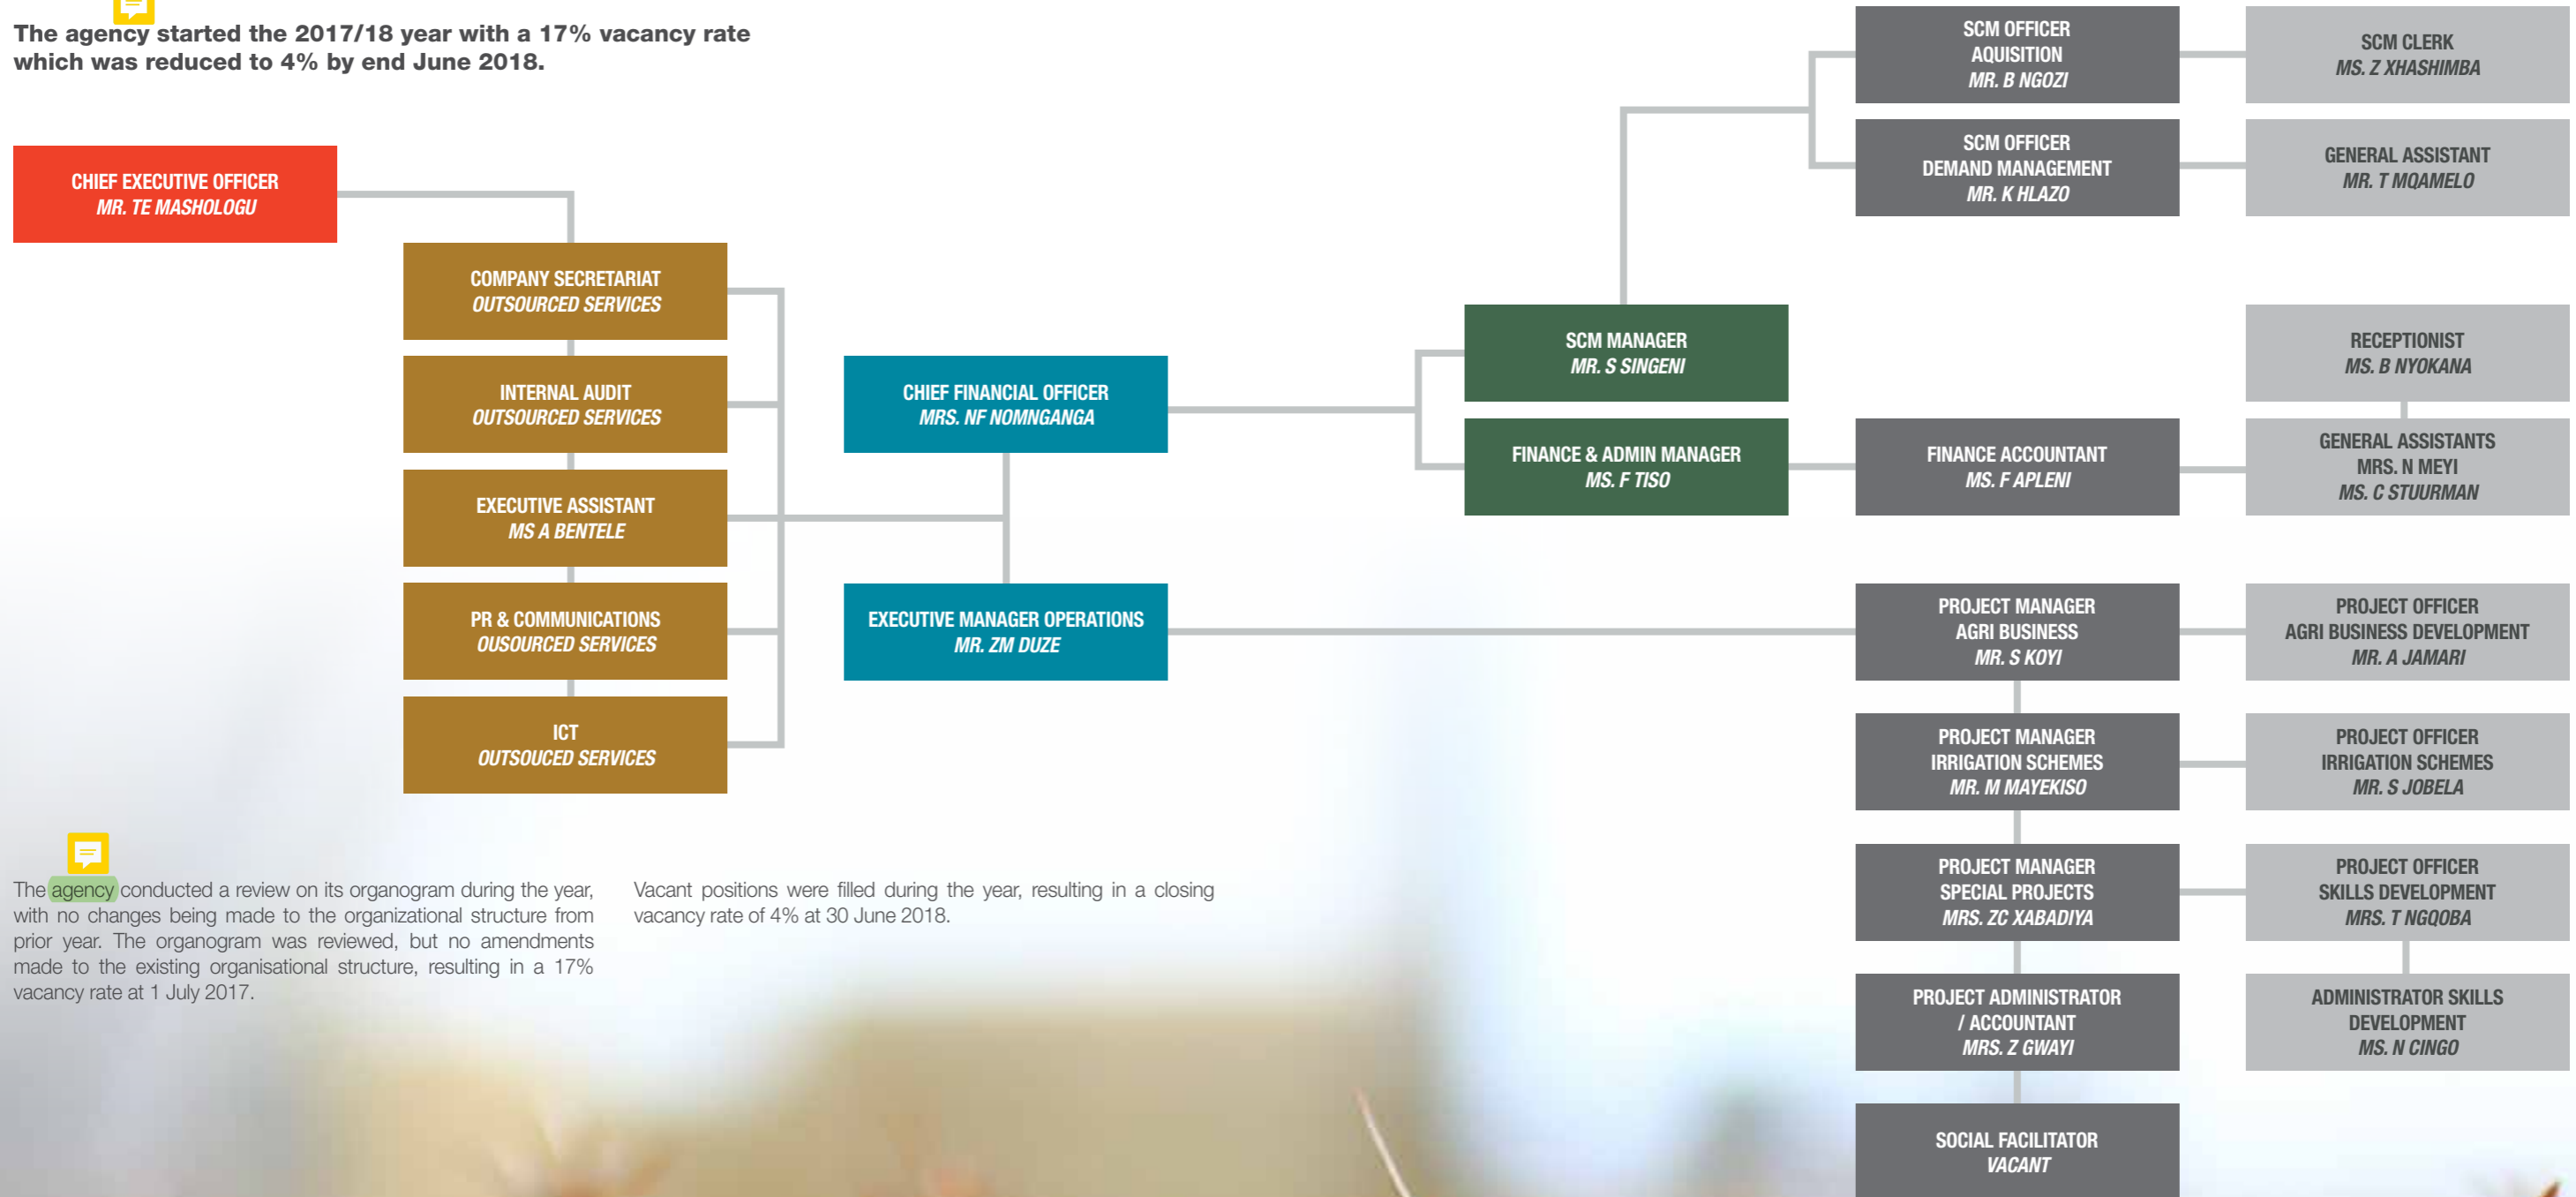 The agency started the 2017/18 year with a 17% vacancy rate
which was reduced to 4% by end June 2018.
CHIEF EXECUTIVE OFFICER
MR. TE MASHOLOGU
COMPANY SECRETARIAT
OUTSOURCED SERVICES
INTERNAL AUDIT
OUTSOURCED SERVICES
EXECUTIVE ASSISTANT
MS A BENTELE
PR & COMMUNICATIONS
OUSOURCED SERVICES
ICT
OUTSOUCED SERVICES
CHIEF FINANCIAL OFFICER
MRS. NF NOMNGANGA
EXECUTIVE MANAGER OPERATIONS
MR. ZM DUZE
SCM MANAGER
MR. S SINGENI
FINANCE & ADMIN MANAGER
MS. F TISO
SCM OFFICER
AQUISITION
MR. B NGOZI
SCM OFFICER
DEMAND MANAGEMENT
MR. K HLAZO
FINANCE ACCOUNTANT
MS. F APLENI
PROJECT MANAGER
AGRI BUSINESS
MR. S KOYI
PROJECT MANAGER
IRRIGATION SCHEMES
MR. M MAYEKISO
PROJECT MANAGER
SPECIAL PROJECTS
MRS. ZC XABADIYA
PROJECT ADMINISTRATOR
/ ACCOUNTANT
MRS. Z GWAYI
SOCIAL FACILITATOR
VACANT
SCM CLERK
MS. Z XHASHIMBA
GENERAL ASSISTANT
MR. T MQAMELO
RECEPTIONIST
MS. B NYOKANA
GENERAL ASSISTANTS
MRS. N MEYI
MS. C STUURMAN
PROJECT OFFICER
AGRI BUSINESS DEVELOPMENT
MR. A JAMARI
PROJECT OFFICER
IRRIGATION SCHEMES
MR. S JOBELA
PROJECT OFFICER
SKILLS DEVELOPMENT
MRS. T NGQOBA
ADMINISTRATOR SKILLS
DEVELOPMENT
MS. N CINGO
The agency conducted a review on its organogram during the year,
with no changes being made to the organizational structure from
prior year. The organogram was reviewed, but no amendments
made to the existing organisational structure, resulting in a 17%
vacancy rate at 1 July 2017.
Vacant positions were filled during the year, resulting in a closing
vacancy rate of 4% at 30 June 2018.